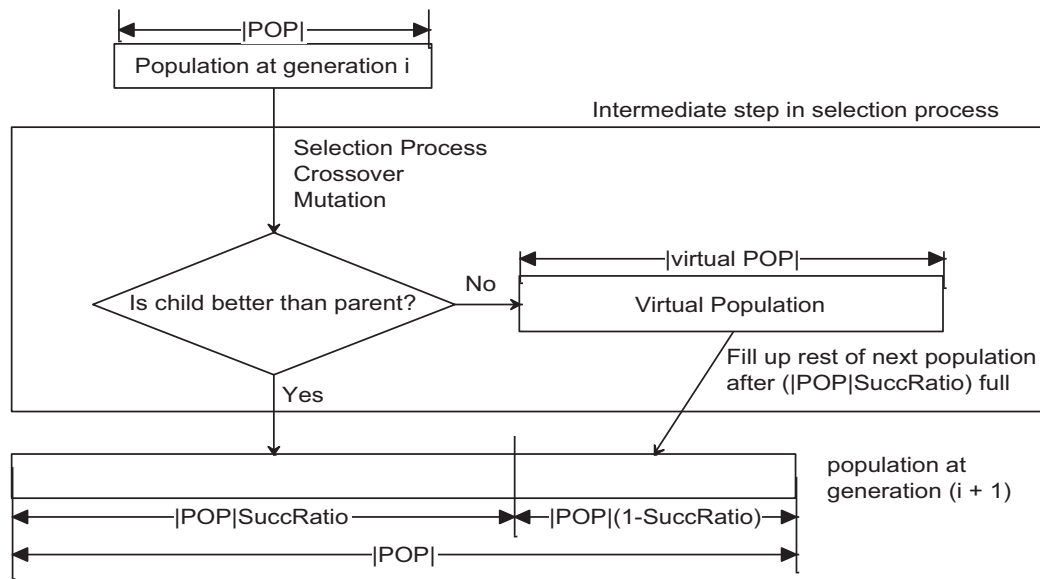 |POP|
Population at generation i
Intermediate step in selection process
Selection Process
Crossover
Mutation
|virtual POP|
No
Is child better than parent?
Virtual Population
Fill up rest of next population
after (|POP|SuccRatio) full
Yes
population at
generation (i + 1)
|POP|SuccRatio
|POP|(1-SuccRatio)
|POP|